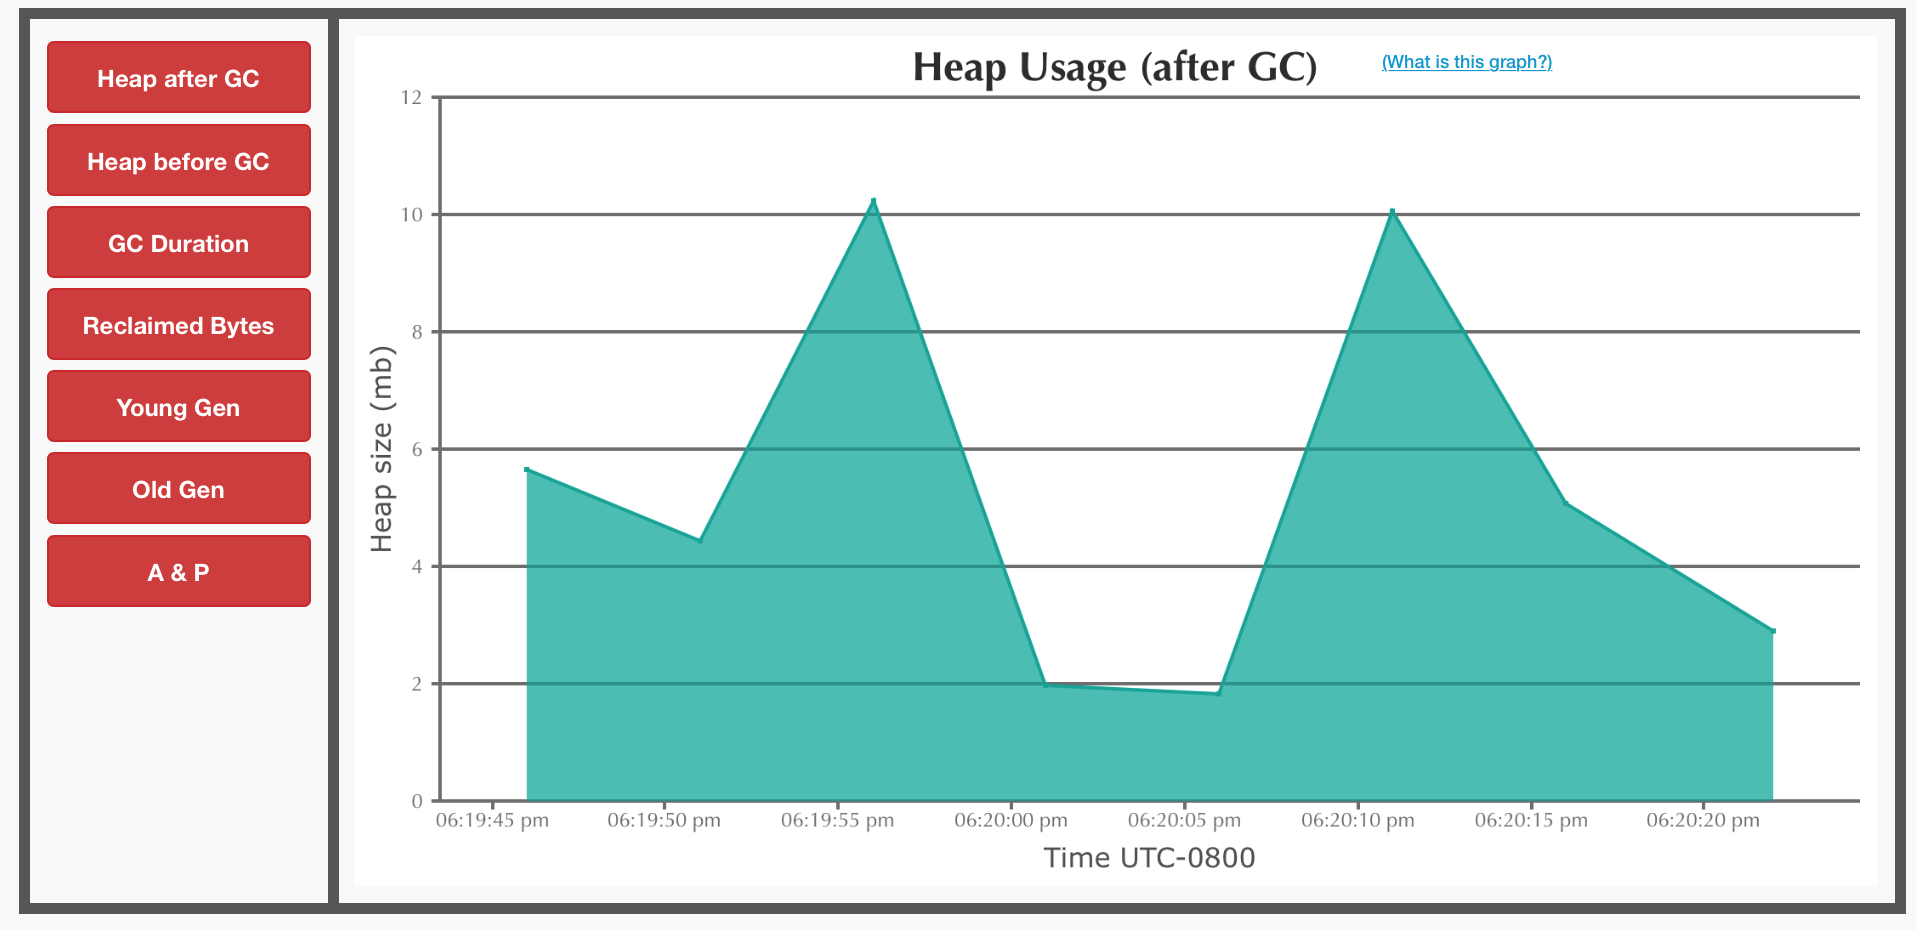 Heap after GC
Heap before GC
GC Duration
Reclaimed Bytes
Young Gen
Old Gen
A & P
Heap Usage (after GC)
(What is this graph?)
12
10
8
6
4
2
0
Heap size (mb)
06:19:45 pm
06:19:50 pm
06:19:55 pm
06:20:00 pm
06:20:05 pm
06:20:10 pm
06:20:15 pm
06:20:20 pm
Time UTC-0800